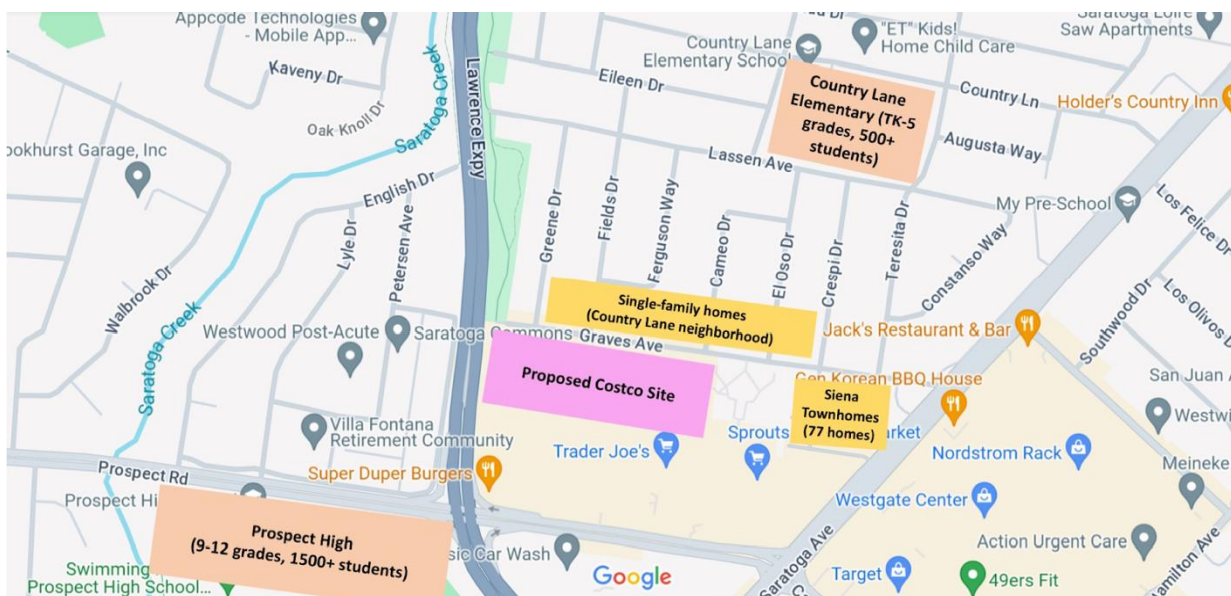 Appcode Technologies
- Mobile App...
Kaveny Dr
Oak Knoll Dr
Saratoga Creek
Saratoga Creek
ookhurst Garage, Inc
English Dr
Lyle Dr
Petersen Ave
Walbrook Dr
Saratoga Creek
Westwood Post-Acute
Saratoga Commons
Villa Fontana
Retirement Community
Prospect Rd
Super Duper Burgers
Prospect Hi
Prospect High
(9-12 grades, 1500+ students)
Swimming
Prospect High School...
sic Car Wash
Google
Lawrence Expy
Eileen Dr
Country Lane
Elementary School
"ET" Kids!
Home Child Care
Saratoga Loire
Saw Apartments
Country Lane
Elementary (TK-5
grades, 500+
students)
Country Ln
Holder's Country Inn
Augusta Way
Lassen Ave
My Pre-School
Los Felice Dr
Greene Dr
Fields Dr
Ferguson Way
Cameo Dr
El Oso Dr
Crespi Dr
Teresita Dr
Constanso Way
Southwood Dr
Los Olivos Dr
Single-family homes
(Country Lane neighborhood)
Graves Ave
Jack's Restaurant & Bar
Proposed Costco Site
Gen Korean BBQ House
Siena
Townhomes
(77 homes)
San Juan A
Westwi
Trader Joe's
Sprouts
arket
Nordstrom Rack
Meineke
Westgate Center
Saratoga Ave
Action Urgent Care
Target
49ers Fit
Hamilton Ave